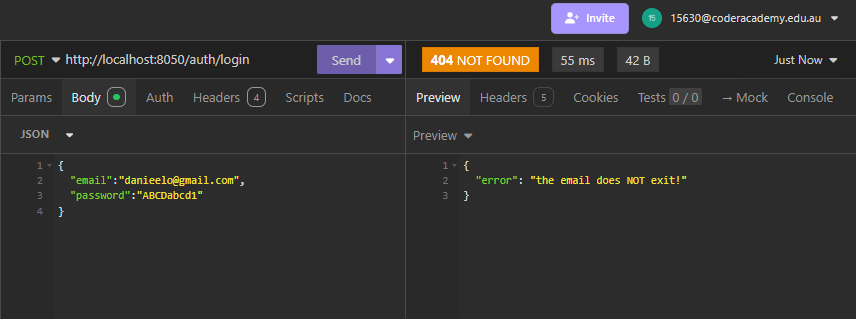 Invite
15
15630@coderacademy.edu.au
POST http://localhost:8050/auth/login Send
404 NOT FOUND 55 ms 42 B Just Now
Params Body Auth Headers 4 Scripts Docs
Preview Headers 5 Cookies Tests 0 / 0 → Mock Console
JSON
Preview
1 {
2 "email":"danieelo@gmail.com",
3 "password":"ABCDabcd1"
4 }
1 {
2 "error": "the email does NOT exit!"
3 }